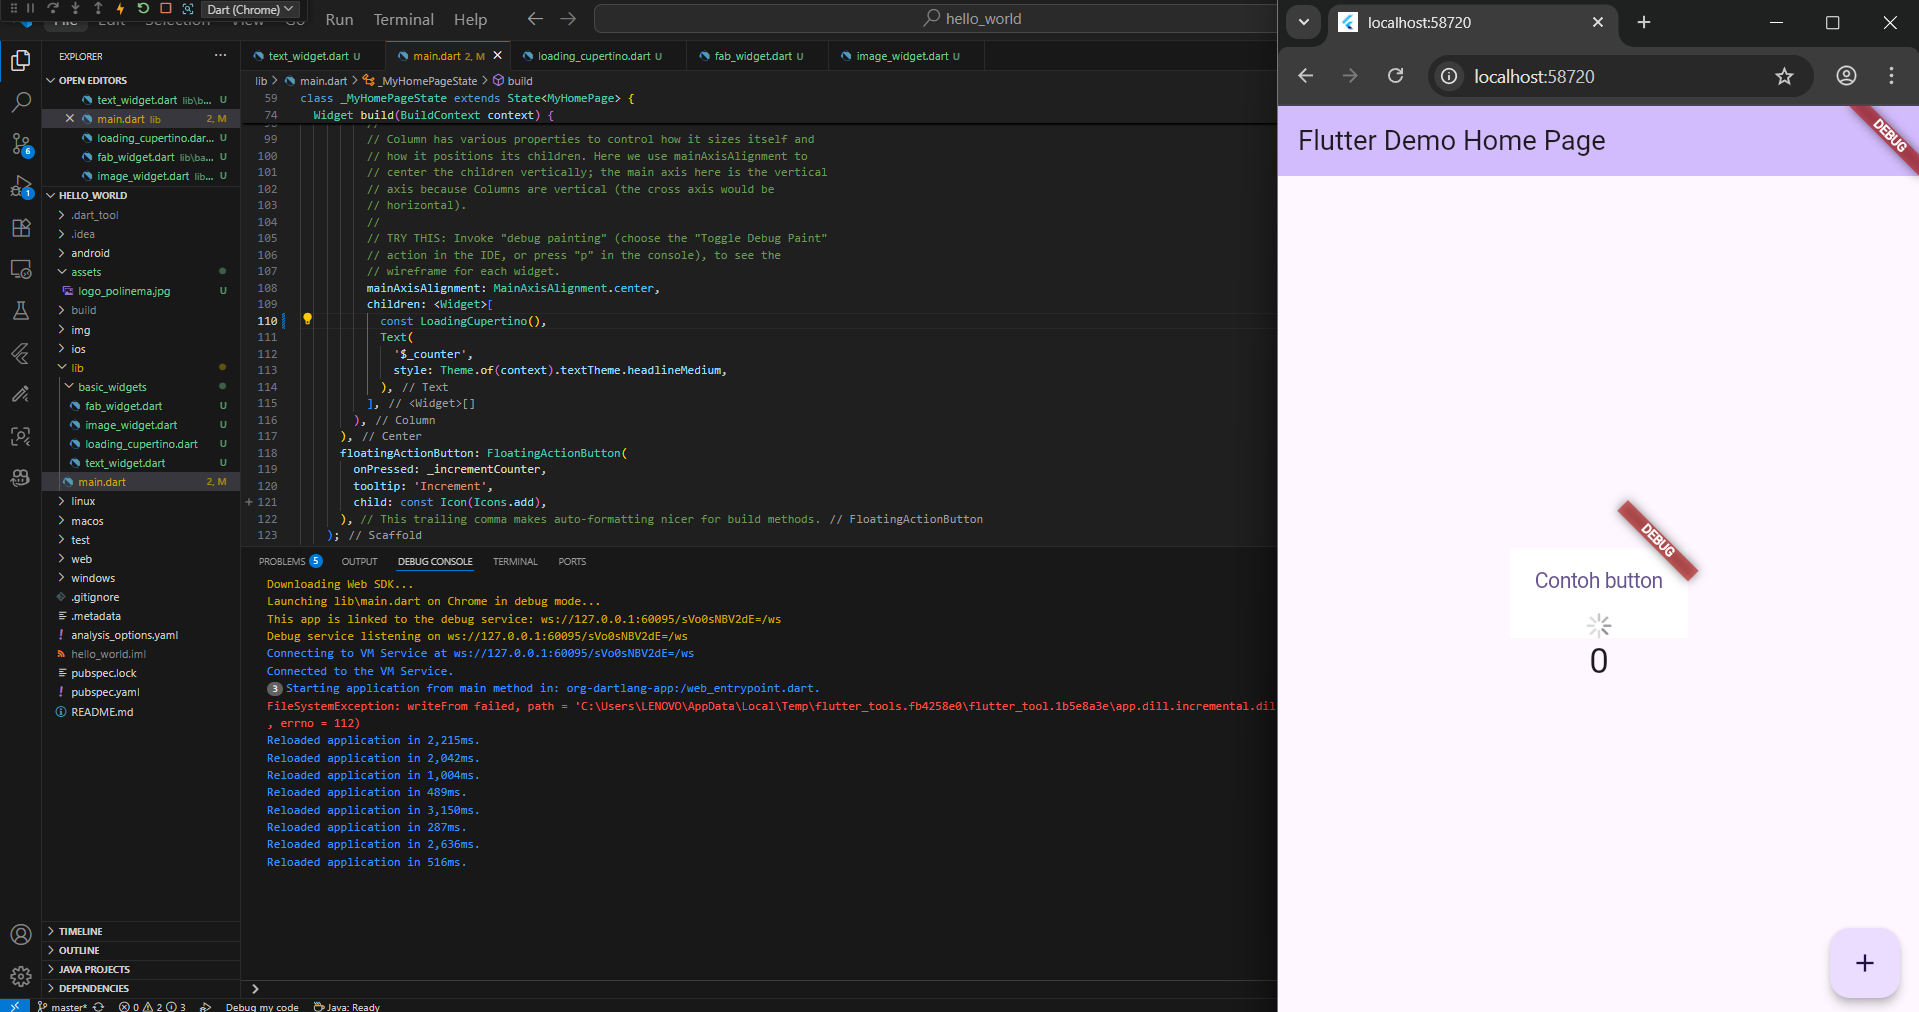 Dart (Chrome)
File
Selection
View
Go
Run
Terminal
Help
hello_world
EXPLORER
OPEN EDITORS
text_widget.dart lib\b... U
main.dart lib 2, M
loading_cupertino.dar... U
fab_widget.dart lib\ba... U
image_widget.dart lib... U
HELLO_WORLD
.dart_tool
.idea
android
assets
logo_polinema.jpg U
build
img
ios
lib
basic_widgets
fab_widget.dart U
image_widget.dart U
loading_cupertino.dart U
text_widget.dart U
main.dart 2, M
linux
macos
test
web
windows
.gitignore
.metadata
analysis_options.yaml
hello_world.iml
pubspec.lock
pubspec.yaml
README.md
TIMELINE
OUTLINE
JAVA PROJECTS
DEPENDENCIES
6
1
text_widget.dart U
main.dart 2, M
loading_cupertino.dart U
fab_widget.dart U
image_widget.dart U
lib > main.dart > _MyHomePageState > build
59 class _MyHomePageState extends State<MyHomePage> {
74 Widget build(BuildContext context) {
98 //
99 // Column has various properties to control how it sizes itself and
100 // how it positions its children. Here we use mainAxisAlignment to
101 // center the children vertically; the main axis here is the vertical
102 // axis because Columns are vertical (the cross axis would be
103 // horizontal).
104 //
105 // TRY THIS: Invoke "debug painting" (choose the "Toggle Debug Paint"
106 // action in the IDE, or press "p" in the console), to see the
107 // wireframe for each widget.
108 mainAxisAlignment: MainAxisAlignment.center,
109 children: <Widget>[
110 const LoadingCupertino(),
111 Text(
112 '$_counter',
113 style: Theme.of(context).textTheme.headlineMedium,
114 ), // Text
115 ], // <Widget>[]
116 ), // Column
117 ), // Center
118 floatingActionButton: FloatingActionButton(
119 onPressed: _incrementCounter,
120 tooltip: 'Increment',
121 child: const Icon(Icons.add),
122 ), // This trailing comma makes auto-formatting nicer for build methods. // FloatingActionButton
123 ); // Scaffold
PROBLEMS 5 OUTPUT DEBUG CONSOLE TERMINAL PORTS
Downloading Web SDK...
Launching lib\main.dart on Chrome in debug mode...
This app is linked to the debug service: ws://127.0.0.1:60095/sVo0sNBV2dE=/ws
Debug service listening on ws://127.0.0.1:60095/sVo0sNBV2dE=/ws
Connecting to VM Service at ws://127.0.0.1:60095/sVo0sNBV2dE=/ws
Connected to the VM Service.
3 Starting application from main method in: org-dartlang-app:/web_entrypoint.dart.
FileSystemException: writeFrom failed, path = 'C:\Users\LENOVO\AppData\Local\Temp\flutter_tools.fb4258e0\flutter_tool.1b5e8a3e\app.dill.incremental.dil
, errno = 112)
Reloaded application in 2,215ms.
Reloaded application in 2,042ms.
Reloaded application in 1,004ms.
Reloaded application in 489ms.
Reloaded application in 3,150ms.
Reloaded application in 287ms.
Reloaded application in 2,636ms.
Reloaded application in 516ms.
master* 0 2 3 Debug my code Java: Ready
localhost:58720
localhost:58720
Flutter Demo Home Page
DEBUG
DEBUG
Contoh button
0